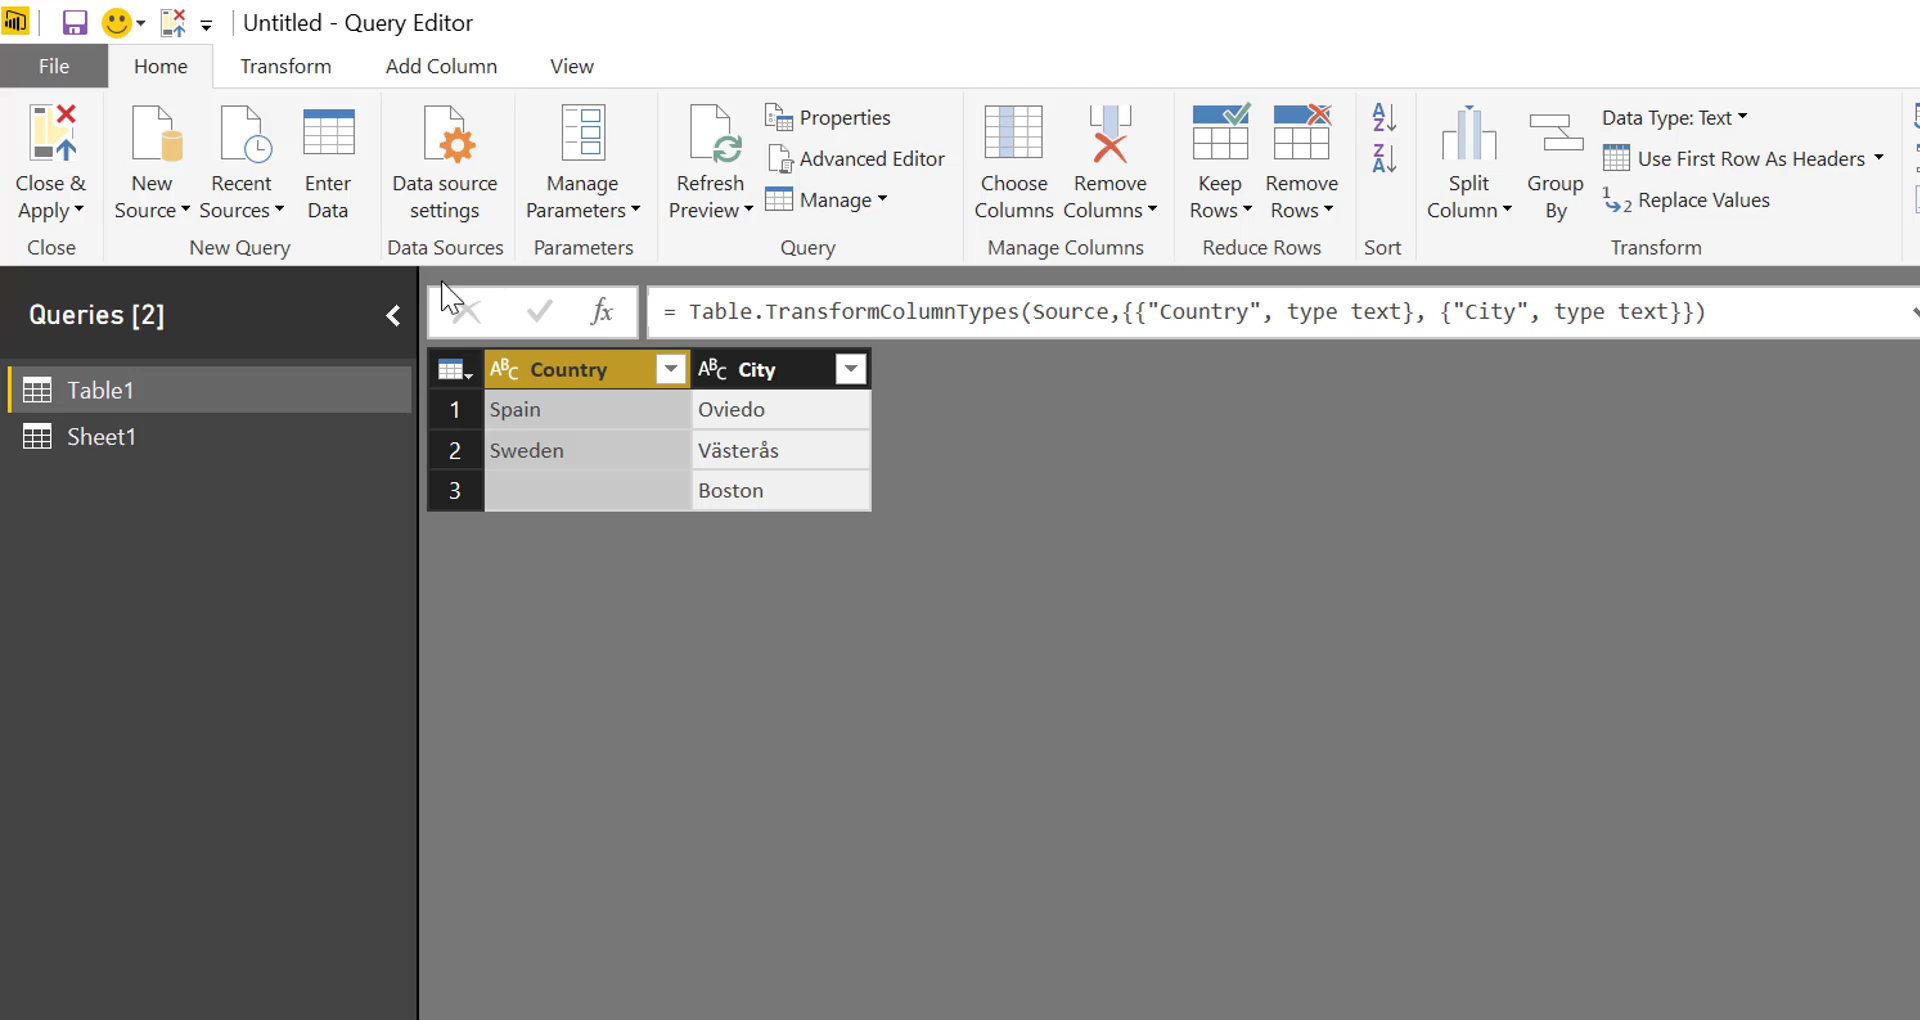 Untitled - Query Editor
File Home Transform Add Column View
Close & Apply
New Source
Recent Sources
Enter Data
Data source settings
Manage Parameters
Refresh Preview
Properties
Advanced Editor
Manage
Choose Columns
Remove Columns
Keep Rows
Remove Rows
A Z
Z A
Split Column
Group By
Data Type: Text
Use First Row As Headers
1 2 Replace Values
Close New Query Data Sources Parameters Query Manage Columns Reduce Rows Sort Transform
Queries [2]
Table1
Sheet1
fx = Table.TransformColumnTypes(Source,{{"Country", type text}, {"City", type text}})
ABC Country ABC City
1 Spain Oviedo
2 Sweden Västerås
3 Boston